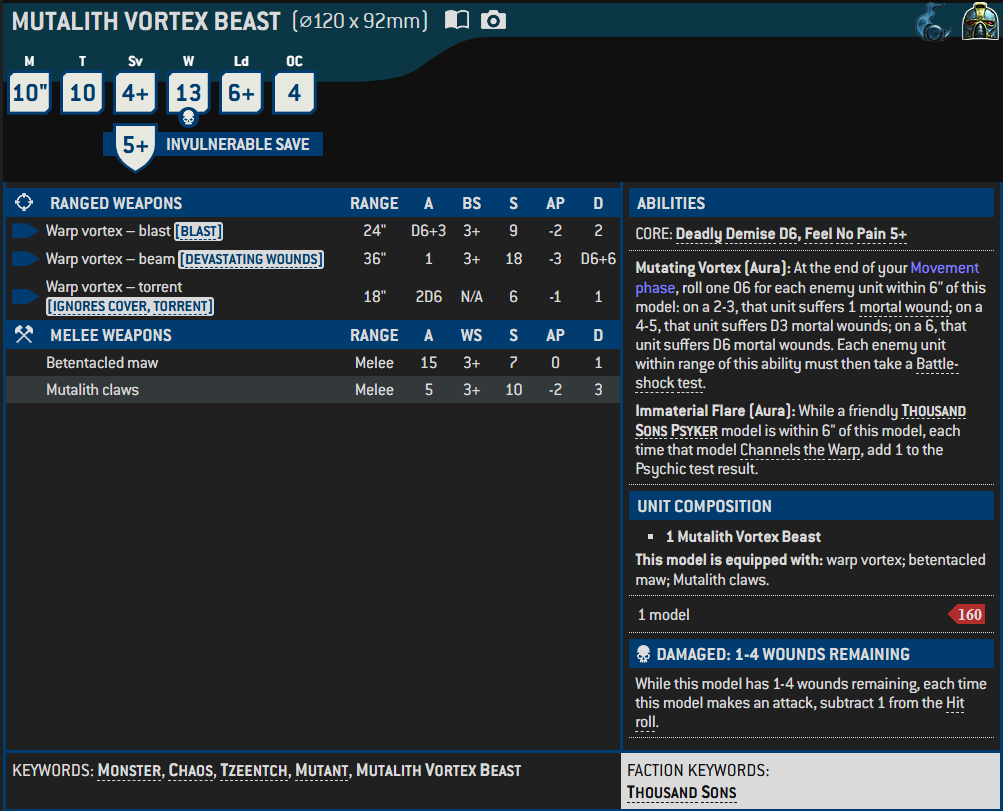 MUTALITH VORTEX BEAST (⌀120 x 92mm)
M T Sv W Ld OC
10" 10 4+ 13 6+ 4
5+ INVULNERABLE SAVE
RANGED WEAPONS RANGE A BS S AP D
Warp vortex – blast [BLAST] 24" D6+3 3+ 9 -2 2
Warp vortex – beam [DEVASTATING WOUNDS] 36" 1 3+ 18 -3 D6+6
Warp vortex – torrent
[IGNORES COVER, TORRENT] 18" 2D6 N/A 6 -1 1
MELEE WEAPONS RANGE A WS S AP D
Betentacled maw Melee 15 3+ 7 0 1
Mutalith claws Melee 5 3+ 10 -2 3
ABILITIES
CORE: Deadly Demise D6, Feel No Pain 5+
Mutating Vortex (Aura): At the end of your Movement
phase, roll one O6 for each enemy unit within 6" of this
model: on a 2-3, that unit suffers 1 mortal wound; on a
4-5, that unit suffers D3 mortal wounds; on a 6, that
unit suffers D6 mortal wounds. Each enemy unit
within range of this ability must then take a Battle-
shock test.
Immaterial Flare (Aura): While a friendly THOUSAND
SONS PSYKER model is within 6" of this model, each
time that model Channels the Warp, add 1 to the
Psychic test result.
UNIT COMPOSITION
▪ 1 Mutalith Vortex Beast
This model is equipped with: warp vortex; betentacled
maw; Mutalith claws.
1 model 160
DAMAGED: 1-4 WOUNDS REMAINING
While this model has 1-4 wounds remaining, each time
this model makes an attack, subtract 1 from the Hit
roll.
KEYWORDS: MONSTER, CHAOS, TZEENTCH, MUTANT, MUTALITH VORTEX BEAST
FACTION KEYWORDS:
THOUSAND SONS